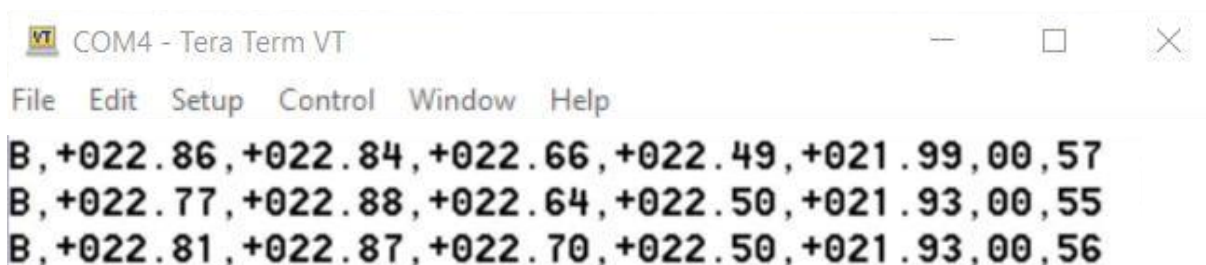 VT COM4 - Tera Term VT
File Edit Setup Control Window Help
B,+022.86,+022.84,+022.66,+022.49,+021.99,00,57
B,+022.77,+022.88,+022.64,+022.50,+021.93,00,55
B,+022.81,+022.87,+022.70,+022.50,+021.93,00,56